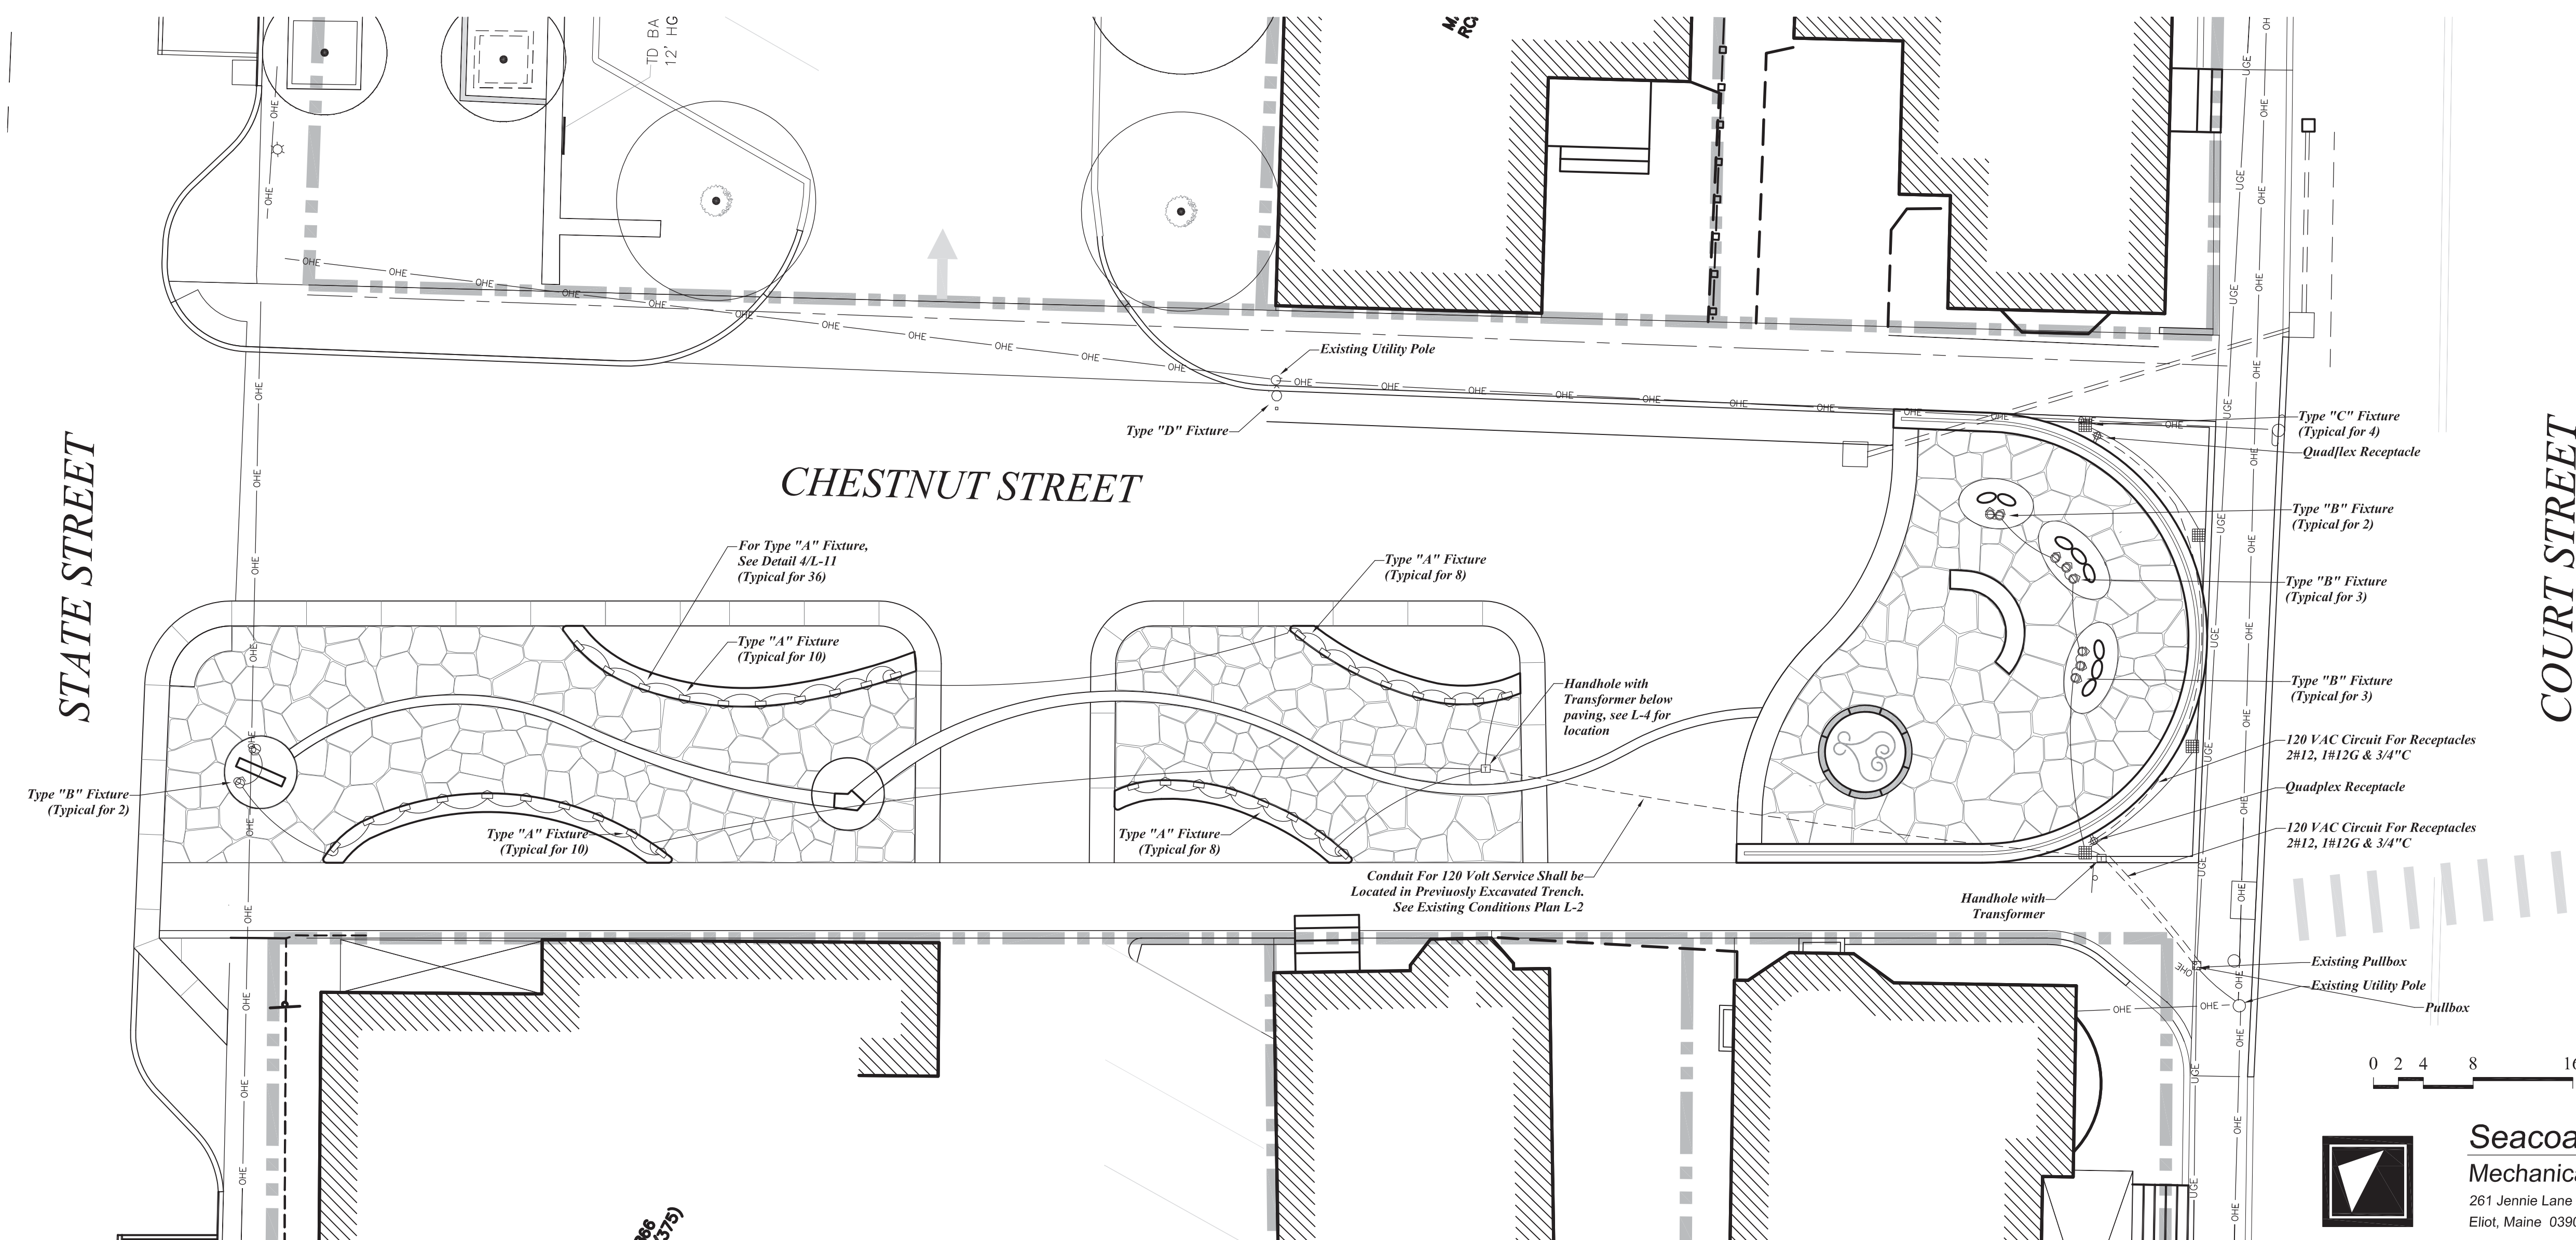 TD BA
12' HG
Existing Utility Pole
Type "D" Fixture
CHESTNUT STREET
STATE STREET
COURT STREET
Type "C" Fixture
(Typical for 4)
Quadflex Receptacle
Type "B" Fixture
(Typical for 2)
Type "B" Fixture
(Typical for 3)
Type "B" Fixture
(Typical for 3)
For Type "A" Fixture,
See Detail 4/L-11
(Typical for 36)
Type "A" Fixture
(Typical for 10)
Type "A" Fixture
(Typical for 8)
Handhole with
Transformer below
paving, see L-4 for
location
120 VAC Circuit For Receptacles
2#12, 1#12G & 3/4"C
Quadplex Receptacle
120 VAC Circuit For Receptacles
2#12, 1#12G & 3/4"C
Type "B" Fixture
(Typical for 2)
Type "A" Fixture
(Typical for 10)
Type "A" Fixture
(Typical for 8)
Conduit For 120 Volt Service Shall be
Located in Previuosly Excavated Trench.
See Existing Conditions Plan L-2
Handhole with
Transformer
Existing Pullbox
Existing Utility Pole
Pullbox
OHE
UGE
0 2 4 8 16
Seacoa
Mechanica
261 Jennie Lane
Eliot, Maine 0390